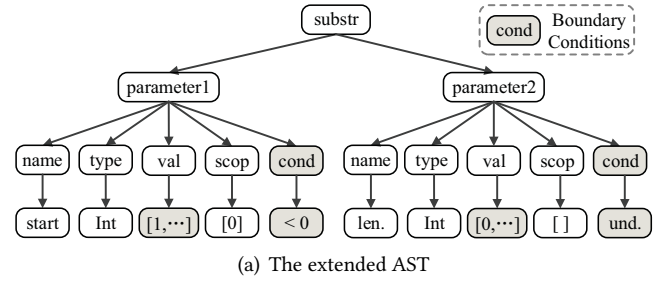 substr
cond
Boundary
Conditions
parameter1
parameter2
name type val scop cond name type val scop cond
start Int [1,···] [0] < 0 len. Int [0,···] [ ] und.
(a) The extended AST